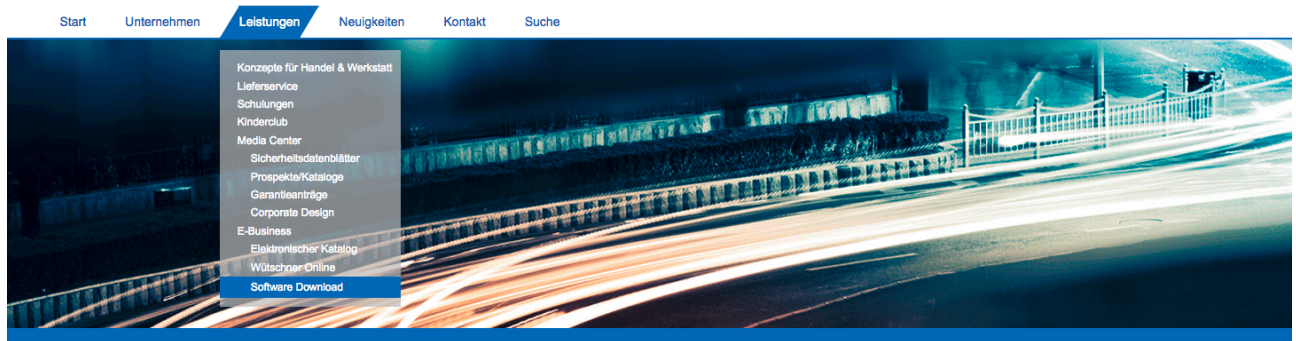 Start Unternehmen Leistungen Neuigkeiten Kontakt Suche
Konzepte für Handel & Werkstatt
Lieferservice
Schulungen
Kinderclub
Media Center
Sicherheitsdatenblätter
Prospekte/Kataloge
Garantieanträge
Corporate Design
E-Business
Elektronischer Katalog
Wütschner Online
Software Download